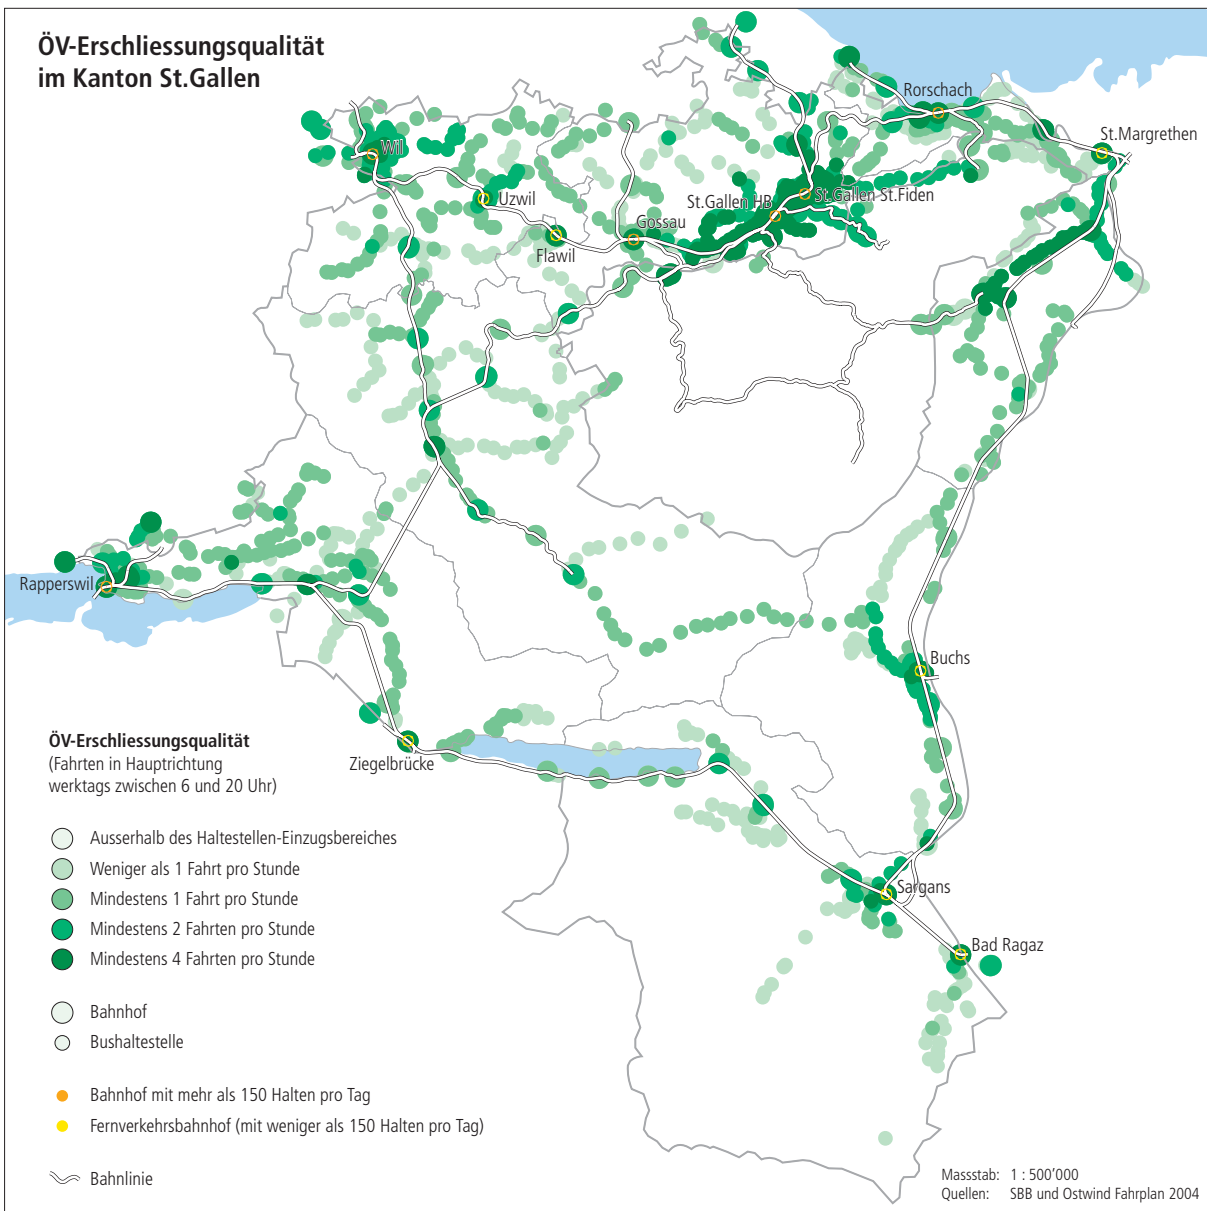 ÖV-Erschliessungsqualität
im Kanton St.Gallen
Rorschach
St.Margrethen
Wil
Uzwil
St.Gallen HB
St.Gallen St.Fiden
Gossau
Flawil
Rapperswil
Buchs
Ziegelbrücke
Sargans
Bad Ragaz
ÖV-Erschliessungsqualität
(Fahrten in Hauptrichtung
werktags zwischen 6 und 20 Uhr)
Ausserhalb des Haltestellen-Einzugsbereiches
Weniger als 1 Fahrt pro Stunde
Mindestens 1 Fahrt pro Stunde
Mindestens 2 Fahrten pro Stunde
Mindestens 4 Fahrten pro Stunde
Bahnhof
Bushaltestelle
Bahnhof mit mehr als 150 Halten pro Tag
Fernverkehrsbahnhof (mit weniger als 150 Halten pro Tag)
Bahnlinie
Massstab: 1 : 500'000
Quellen: SBB und Ostwind Fahrplan 2004